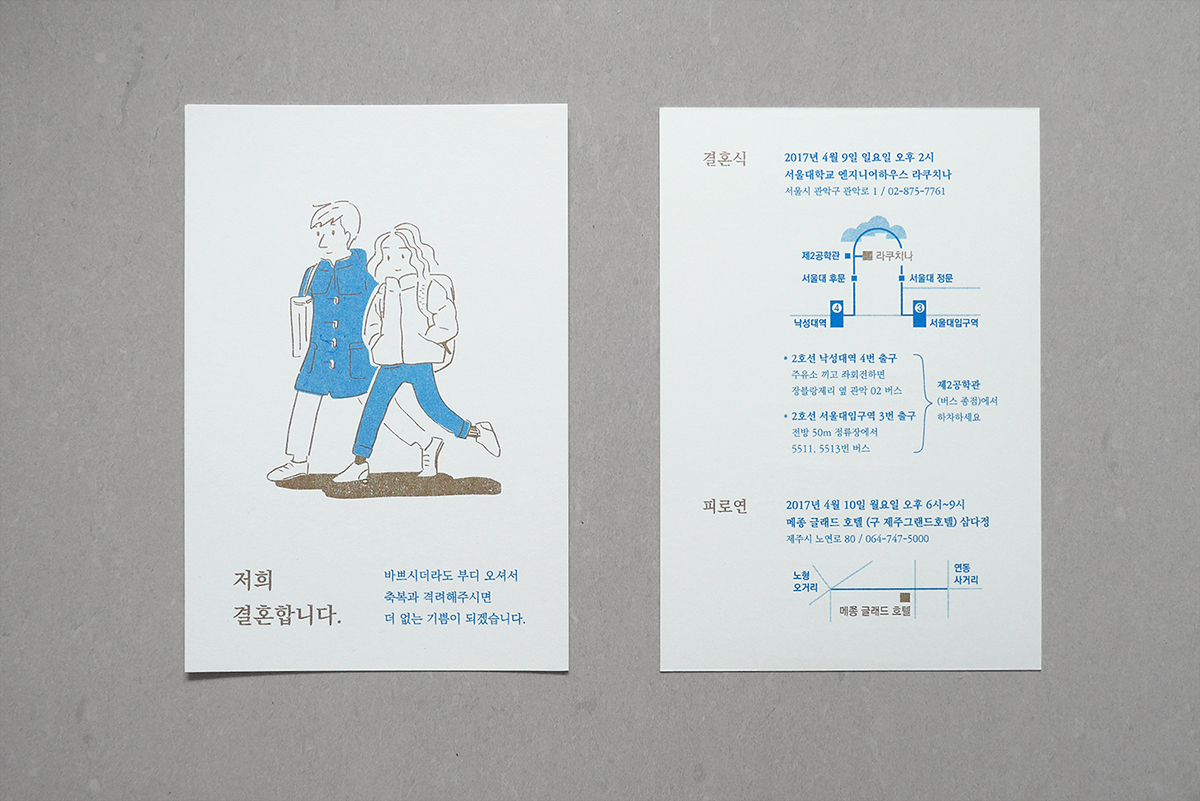 저희
결혼합니다.
바쁘시더라도 부디 오셔서
축복과 격려해주시면
더 없는 기쁨이 되겠습니다.
결혼식
2017년 4월 9일 일요일 오후 2시
서울대학교 엔지니어하우스 라쿠치나
서울시 관악구 관악로 1 / 02-875-7761
제2공학관
라쿠치나
서울대 후문
서울대 정문
4
3
낙성대역
서울대입구역
* 2호선 낙성대역 4번 출구
주유소 끼고 좌회전하면
장블랑제리 옆 관악 02 버스
* 2호선 서울대입구역 3번 출구
전방 50m 정류장에서
5511, 5513번 버스
제2공학관
(버스 종점)에서
하차하세요
피로연
2017년 4월 10일 월요일 오후 6시~9시
메종 글래드 호텔 (구 제주그랜드호텔) 삼다정
제주시 노연로 80 / 064-747-5000
노형
오거리
연동
사거리
메종 글래드 호텔